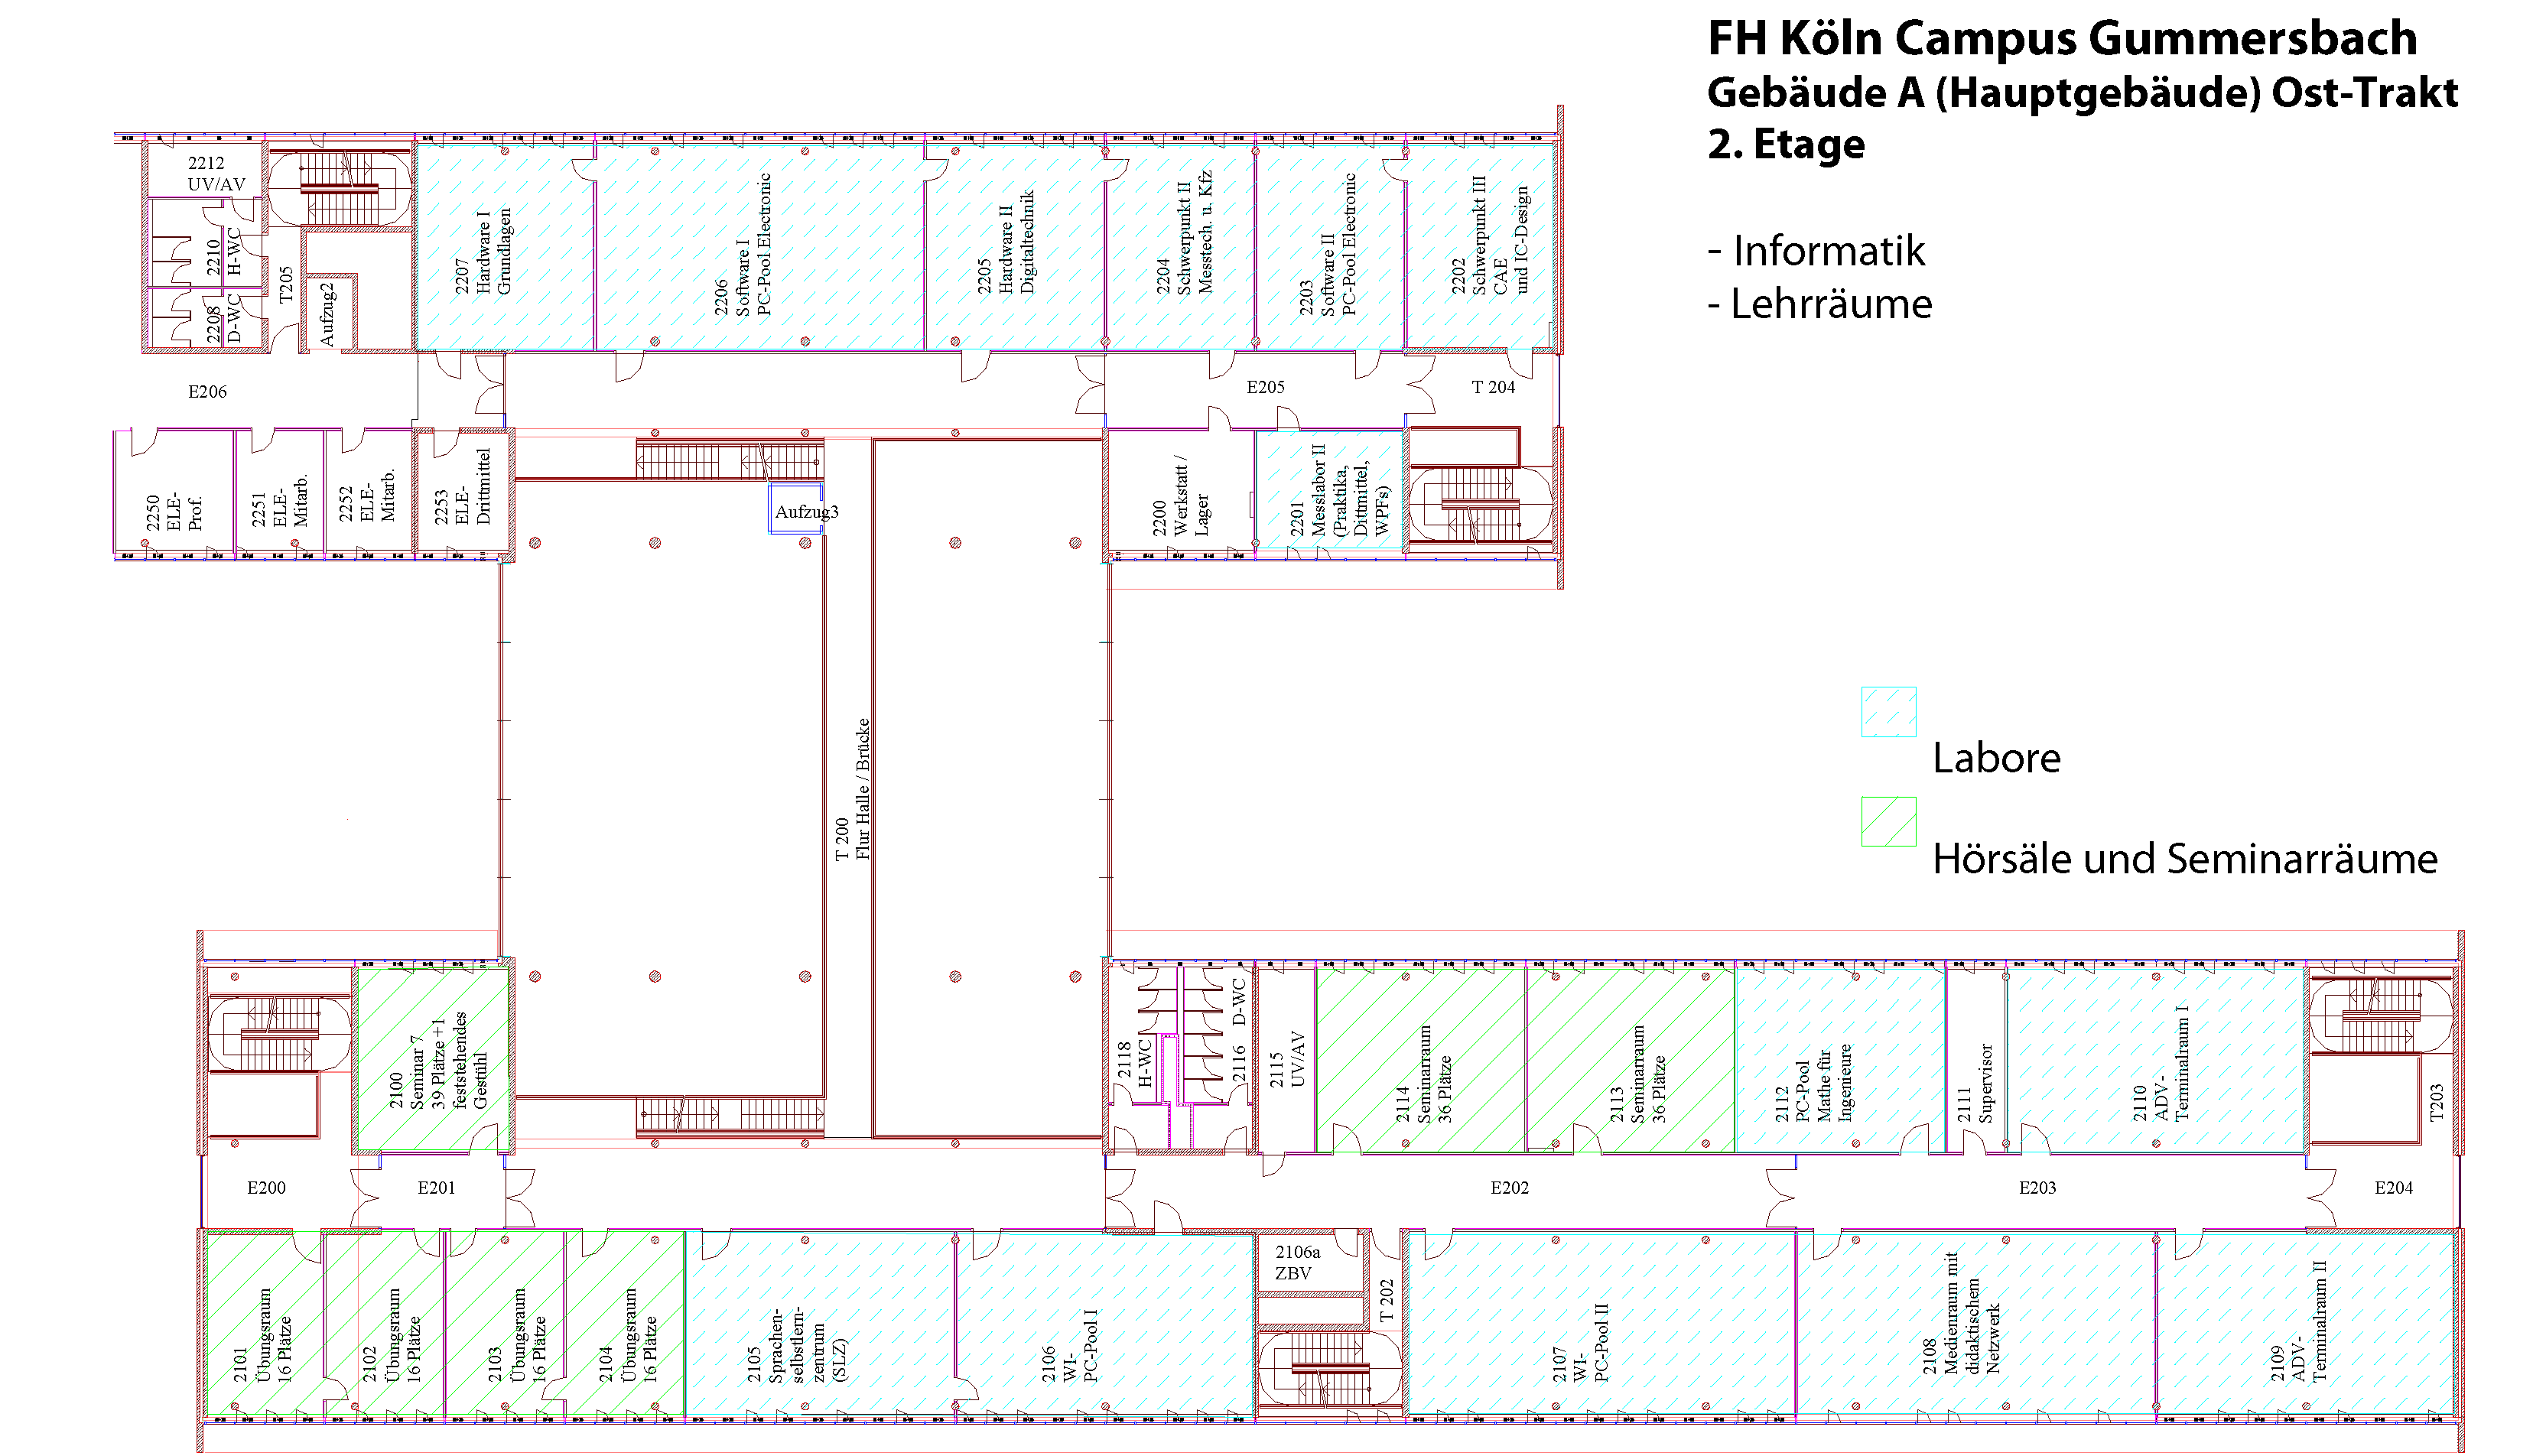 FH Köln Campus Gummersbach
Gebäude A (Hauptgebäude) Ost-Trakt
2. Etage
- Informatik
- Lehrräume
2212
UV/AV
2210
H-WC
2208
D-WC
T205
Aufzug2
2207
Hardware I
Grundlagen
2206
Software I
PC-Pool Electronic
2205
Hardware II
Digitaltechnik
2204
Schwerpunkt II
Messtech. u. Kfz
2203
Software II
PC-Pool Electronic
2202
Schwerpunkt III
CAE
und IC-Design
E206
E205
T 204
2250
ELE-
Prof.
2251
ELE-
Mitarb.
2252
ELE-
Mitarb.
2253
ELE-
Drittmittel
Aufzug3
2200
Werkstatt /
Lager
2201
Messlabor II
(Praktika,
Dittmittel,
WPFs)
T 200
Flur Halle / Brücke
Labore
Hörsäle und Seminarräume
2100
Seminar 7
39 Plätze +1
feststehendes
Gestühl
2118
H-WC
2116 D-WC
2115
UV/AV
2114
Seminarraum
36 Plätze
2113
Seminarraum
36 Plätze
2112
PC-Pool
Mathe für
Ingenieure
2111
Supervisor
2110
ADV-
Terminalraum I
T203
E200
E201
E202
E203
E204
2101
Übungsraum
16 Plätze
2102
Übungsraum
16 Plätze
2103
Übungsraum
16 Plätze
2104
Übungsraum
16 Plätze
2105
Sprachen-
selbstlern-
zentrum
(SLZ)
2106
WI-
PC-Pool I
2106a
ZBV
T 202
2107
WI-
PC-Pool II
2108
Medienraum mit
didaktischem
Netzwerk
2109
ADV-
Terminalraum II